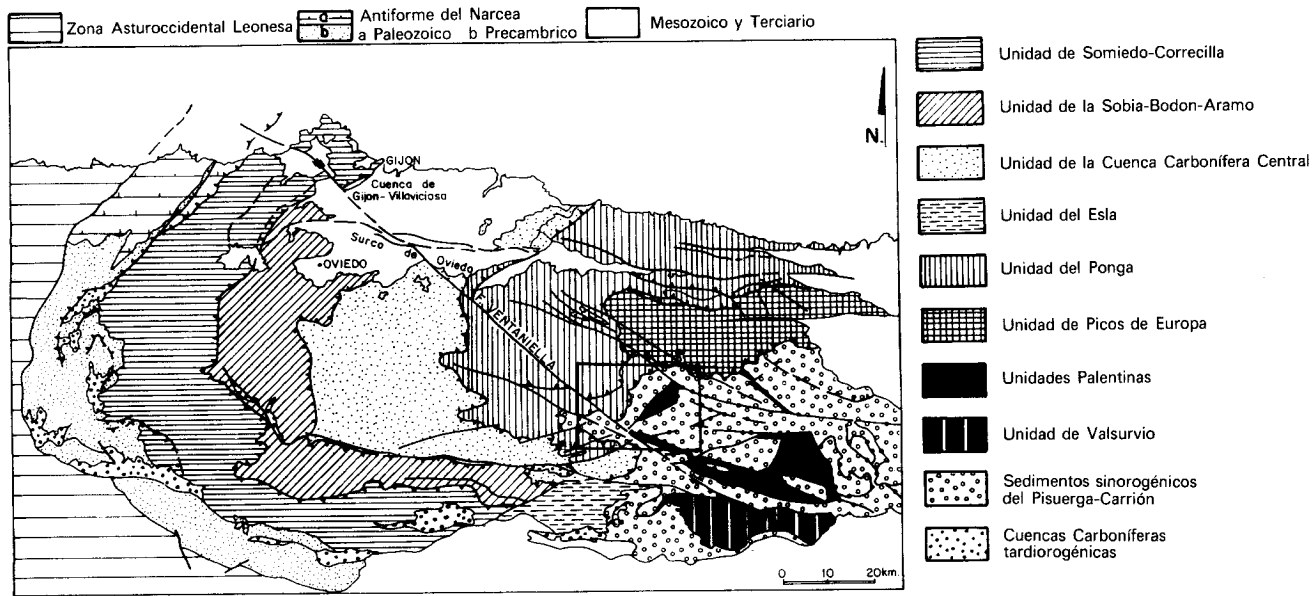 Zona Asturoccidental Leonesa
a
b
Antiforme del Narcea
a Paleozoico b Precambrico
Mesozoico y Terciario
N.
GIJON
Cuenca de
Gijon-Villaviciosa
Surco de Oviedo
OVIEDO
F. VENTANIELLA
0 10 20km.
Unidad de Somiedo-Correcilla
Unidad de la Sobia-Bodon-Aramo
Unidad de la Cuenca Carbonífera Central
Unidad del Esla
Unidad del Ponga
Unidad de Picos de Europa
Unidades Palentinas
Unidad de Valsurvio
Sedimentos sinorogénicos
del Pisuerga-Carrión
Cuencas Carboníferas
tardiorogénicas